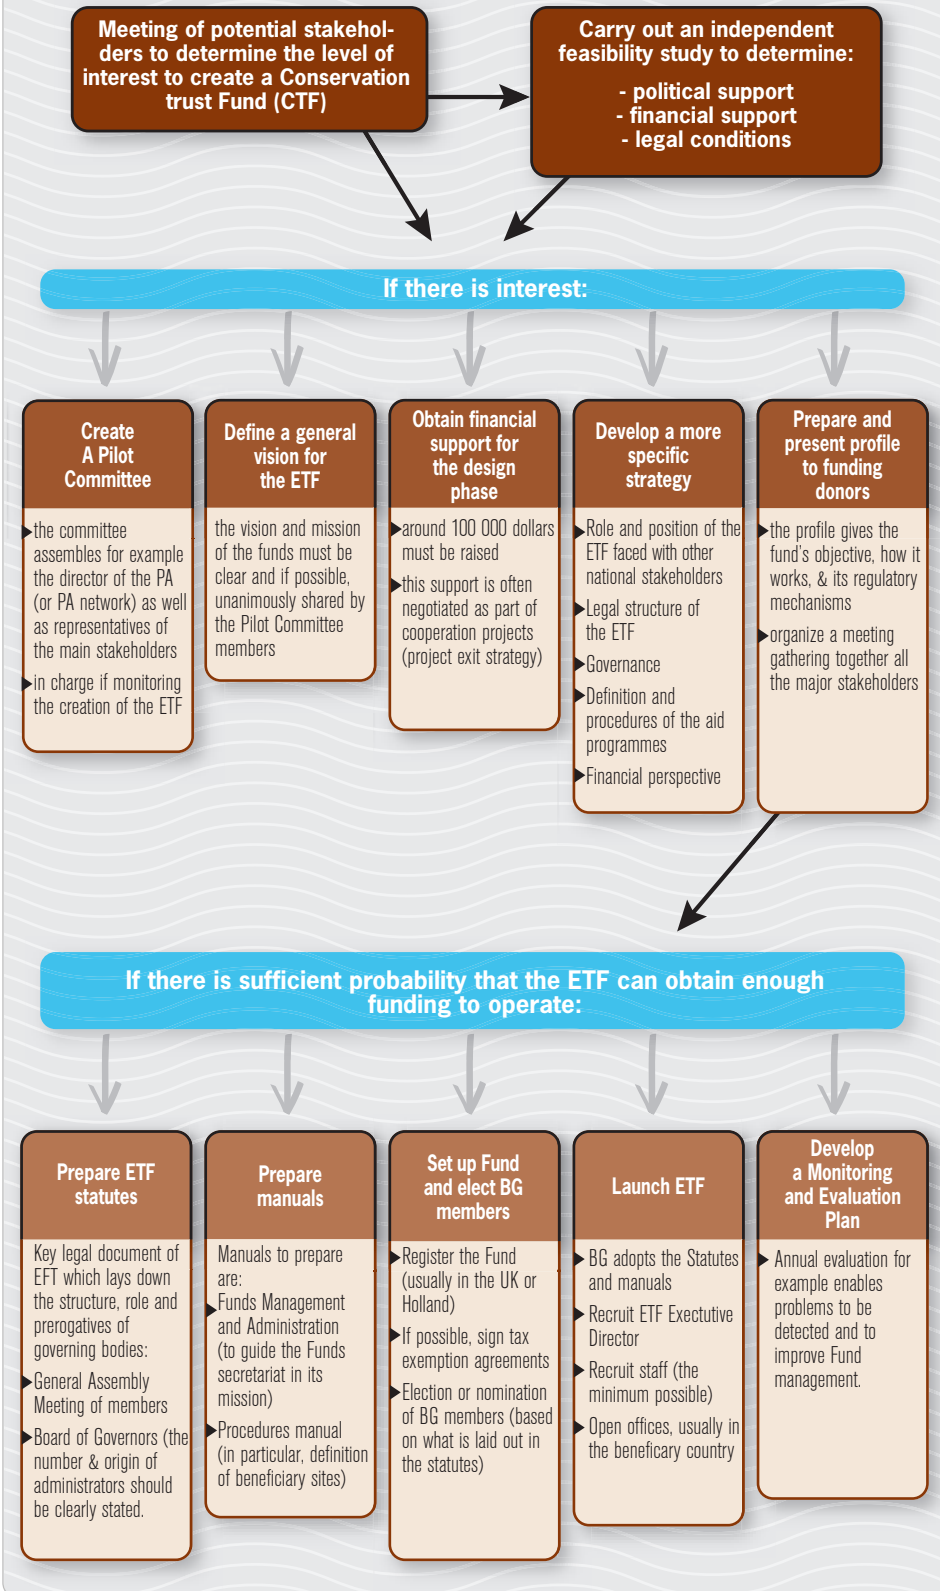 Meeting of potential stakehol-
ders to determine the level of
interest to create a Conservation
trust Fund (CTF)
Carry out an independent
feasibility study to determine:
- political support
- financial support
- legal conditions
If there is interest:
Create
A Pilot
Committee
the committee
assembles for example
the director of the PA
(or PA network) as well
as representatives of
the main stakeholders
in charge if monitoring
the creation of the ETF
Define a general
vision for
the ETF
the vision and mission
of the funds must be
clear and if possible,
unanimously shared by
the Pilot Committee
members
Obtain financial
support for
the design
phase
around 100 000 dollars
must be raised
this support is often
negotiated as part of
cooperation projects
(project exit strategy)
Develop a more
specific
strategy
Role and position of the
ETF faced with other
national stakeholders
Legal structure of
the ETF
Governance
Definition and
procedures of the aid
programmes
Financial perspective
Prepare and
present profile
to funding
donors
the profile gives the
fund's objective, how it
works, & its regulatory
mechanisms
organize a meeting
gathering together all
the major stakeholders
If there is sufficient probability that the ETF can obtain enough
funding to operate:
Prepare ETF
statutes
Key legal document of
EFT which lays down
the structure, role and
prerogatives of
governing bodies:
General Assembly
Meeting of members
Board of Governors (the
number & origin of
administrators should
be clearly stated.
Prepare
manuals
Manuals to prepare
are:
Funds Management
and Administration
(to guide the Funds
secretariat in its
mission)
Procedures manual
(in particular, definition
of beneficiary sites)
Set up Fund
and elect BG
members
Register the Fund
(usually in the UK or
Holland)
If possible, sign tax
exemption agreements
Election or nomination
of BG members (based
on what is laid out in
the statutes)
Launch ETF
BG adopts the Statutes
and manuals
Recruit ETF Exectutive
Director
Recruit staff (the
minimum possible)
Open offices, usually in
the beneficary country
Develop
a Monitoring
and Evaluation
Plan
Annual evaluation for
example enables
problems to be
detected and to
improve Fund
management.